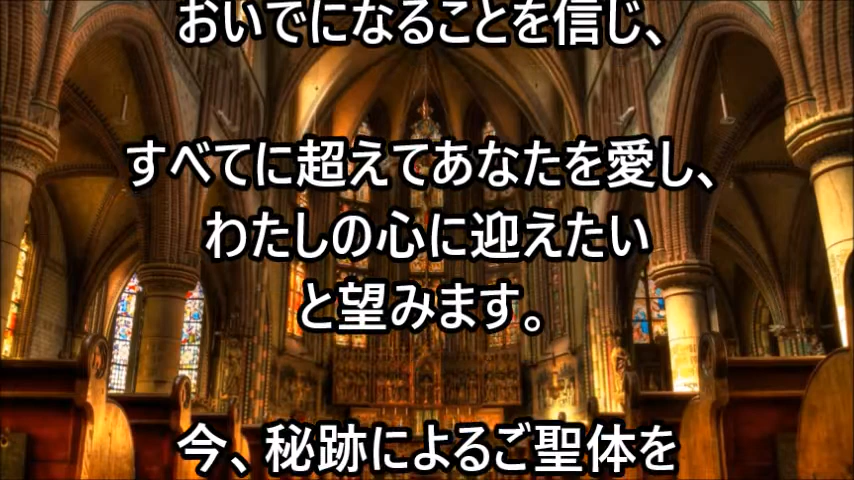 おいでになることを信じ、
すべてに超えてあなたを愛し、
わたしの心に迎えたい
と望みます。
今、秘跡によるご聖体を